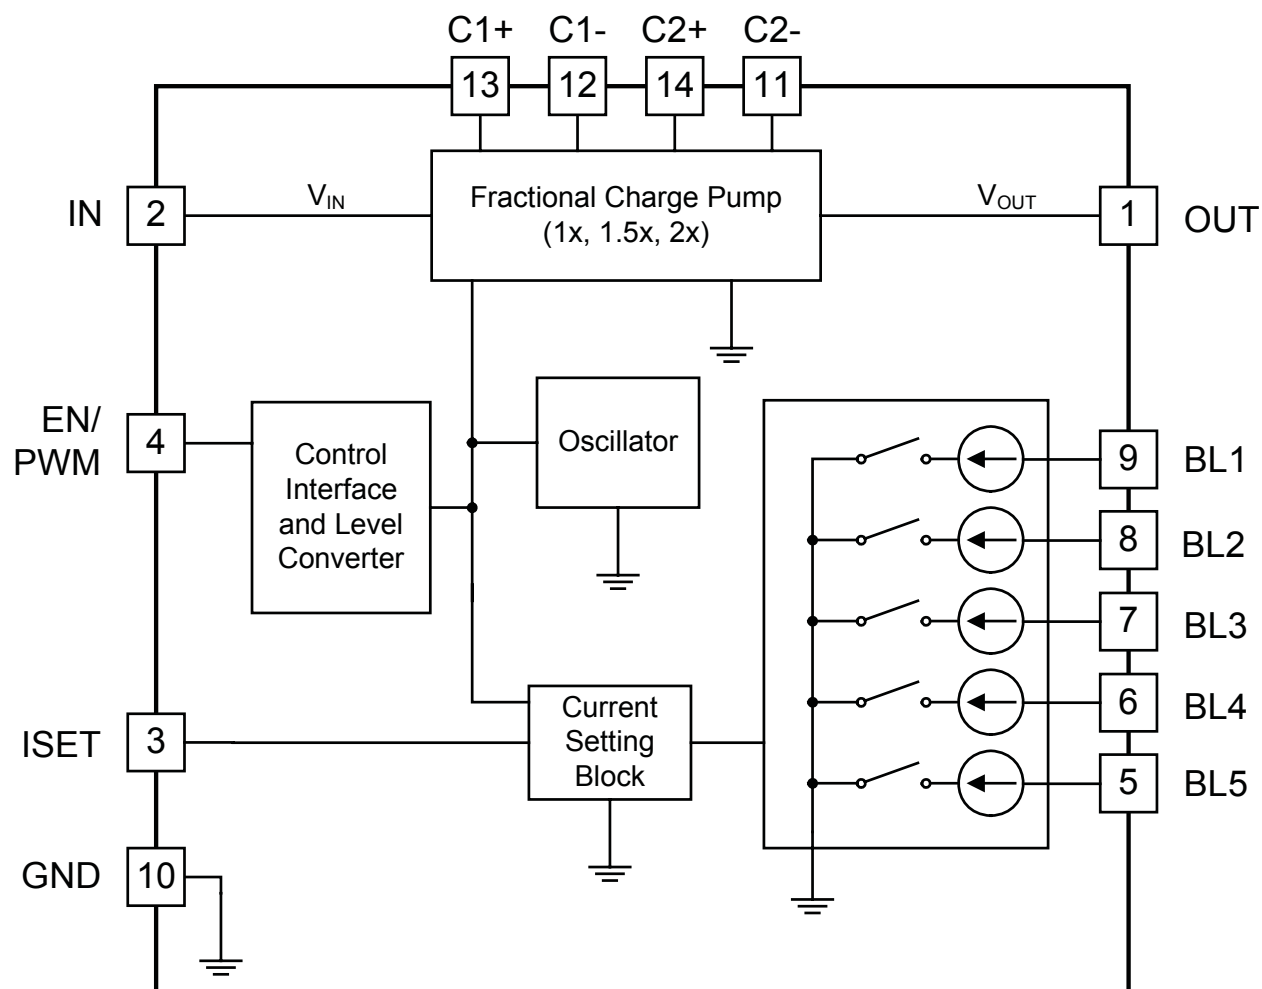 C1+ C1- C2+ C2-
13 12 14 11
Fractional Charge Pump
(1x, 1.5x, 2x)
IN 2 VIN
VOUT 1 OUT
EN/
PWM
4
Control
Interface
and Level
Converter
Oscillator
9 BL1
8 BL2
7 BL3
6 BL4
5 BL5
ISET 3
Current
Setting
Block
GND 10